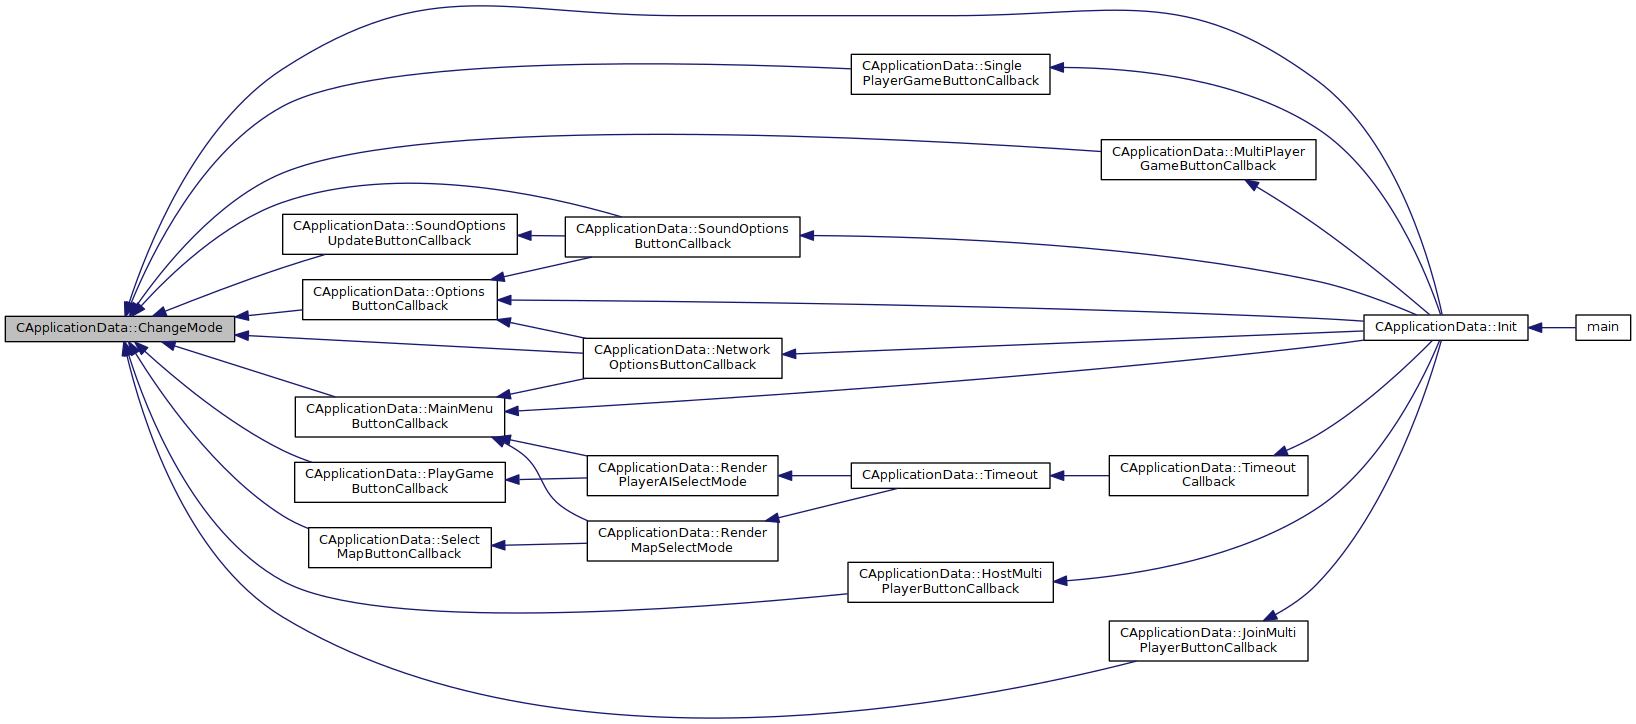 CApplicationData::Single
PlayerGameButtonCallback
CApplicationData::MultiPlayer
GameButtonCallback
CApplicationData::SoundOptions
UpdateButtonCallback
CApplicationData::SoundOptions
ButtonCallback
CApplicationData::Options
ButtonCallback
CApplicationData::ChangeMode
CApplicationData::Init
main
CApplicationData::Network
OptionsButtonCallback
CApplicationData::MainMenu
ButtonCallback
CApplicationData::PlayGame
ButtonCallback
CApplicationData::Render
PlayerAISelectMode
CApplicationData::Timeout
CApplicationData::Timeout
Callback
CApplicationData::Select
MapButtonCallback
CApplicationData::Render
MapSelectMode
CApplicationData::HostMulti
PlayerButtonCallback
CApplicationData::JoinMulti
PlayerButtonCallback